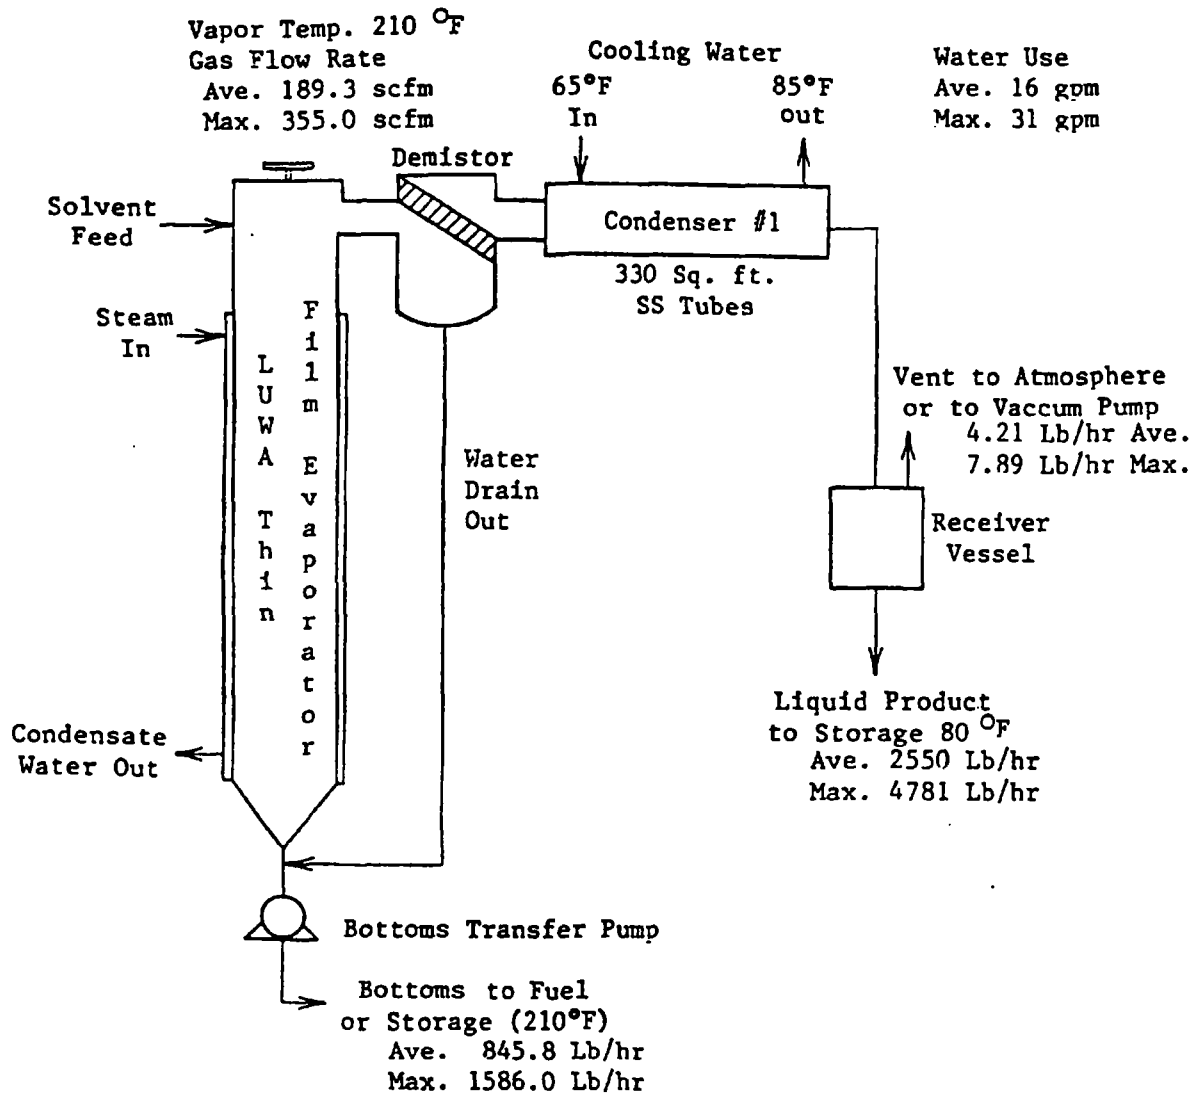 Vapor Temp. 210 °F
Gas Flow Rate
Ave. 189.3 scfm
Max. 355.0 scfm
Cooling Water
65°F
In
85°F
out
Water Use
Ave. 16 gpm
Max. 31 gpm
Demistor
Solvent
Feed
Condenser #1
330 Sq. ft.
SS Tubes
Steam
In
LUWA Thin
Film Evaporator
Vent to Atmosphere
or to Vaccum Pump
4.21 Lb/hr Ave.
7.89 Lb/hr Max.
Water
Drain
Out
Receiver
Vessel
Liquid Product
to Storage 80 °F
Ave. 2550 Lb/hr
Max. 4781 Lb/hr
Condensate
Water Out
Bottoms Transfer Pump
Bottoms to Fuel
or Storage (210°F)
Ave. 845.8 Lb/hr
Max. 1586.0 Lb/hr